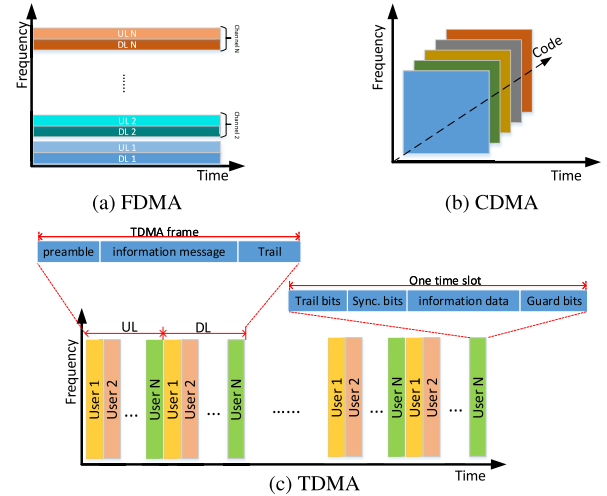 Frequency
UL N
DL N
Channel N
......
UL 2
DL 2
Channel 2
UL 1
DL 1
Time
(a) FDMA
Frequency
Code
Time
(b) CDMA
TDMA frame
preamble information message Trail
One time slot
Trail bits Sync. bits information data Guard bits
UL DL
Frequency
User 1 User 2 ... User N User 1 User 2 ... User N ...... User 1 User 2 ... User N User 1 User 2 ... User N
Time
(c) TDMA